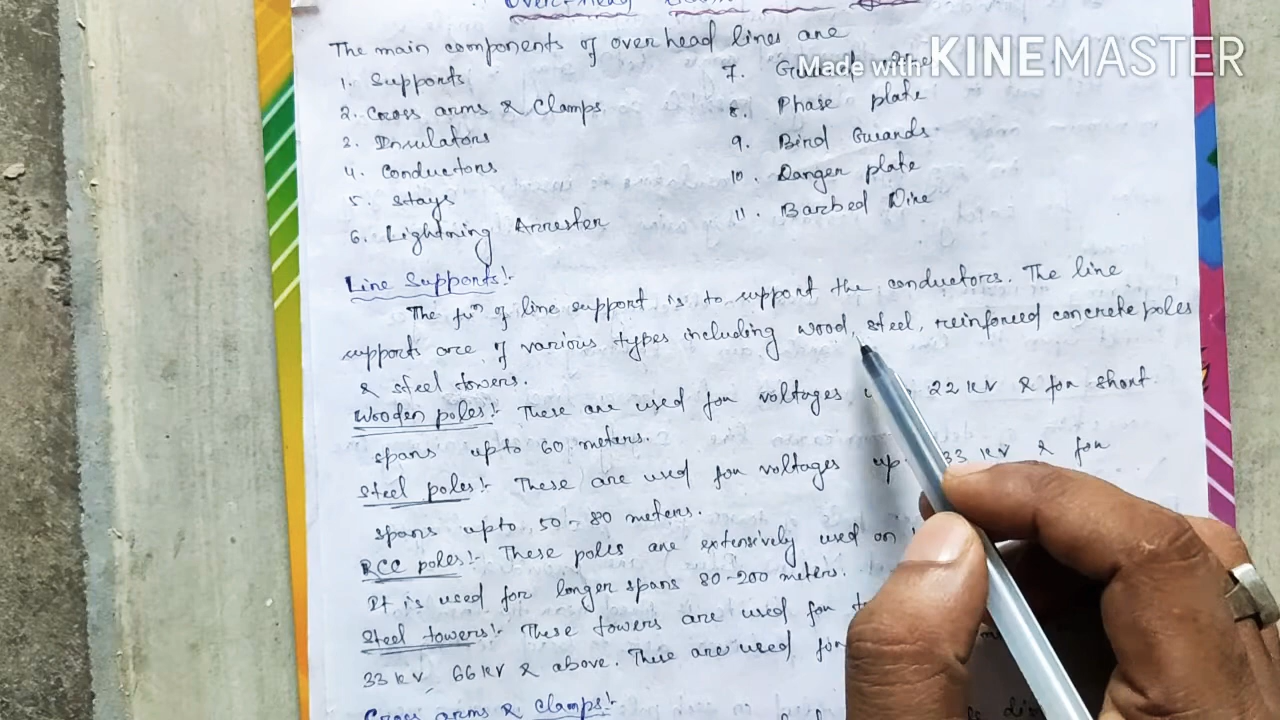 The main components of overhead lines are
1. Supports
2. Cross arms & Clamps
3. Insulators
4. Conductors
5. Stays
6. Lightning Arrester
7.
8. Phase plate
9. Bird Guards
10. Danger plate
11. Barbed Wire
Made with KINEMASTER
Line Supports:-
The fun of line support is to support the conductors. The line
supports are of various types including wood, steel, reinforced concrete poles
& steel towers.
Wooden poles:- These are used for voltages 22 KV & for short
spans upto 60 meters.
Steel poles:- These are used for voltages up 33 KV & for
spans upto 50-80 meters.
RCC poles:- These poles are extensively used on
It is used for longer spans 80-200 meters.
Steel towers:- These towers are used for
33 KV, 66 KV & above. These are used for
Cross arms & Clamps:-